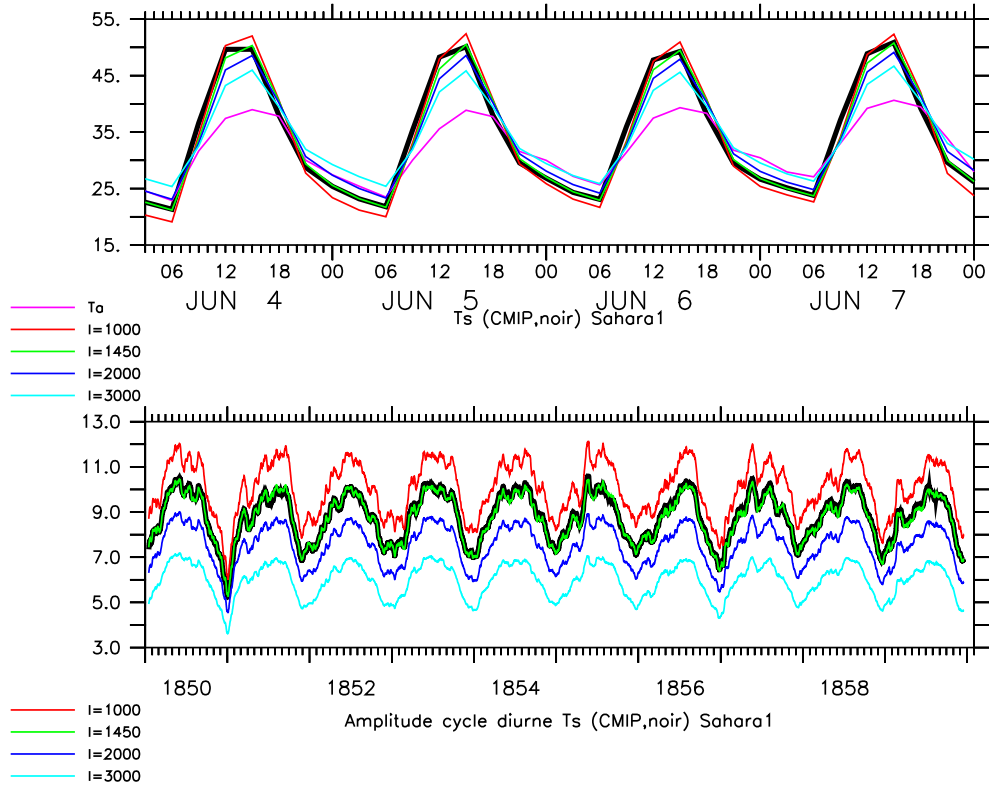 55.
45.
35.
25.
15.
06 12 18 00 06 12 18 00 06 12 18 00 06 12 18 00
JUN 4 JUN 5 JUN 6 JUN 7
Ts (CMIP,noir) Sahara1
Ta
I=1000
I=1450
I=2000
I=3000
13.0
11.0
9.0
7.0
5.0
3.0
1850 1852 1854 1856 1858
Amplitude cycle diurne Ts (CMIP,noir) Sahara1
I=1000
I=1450
I=2000
I=3000